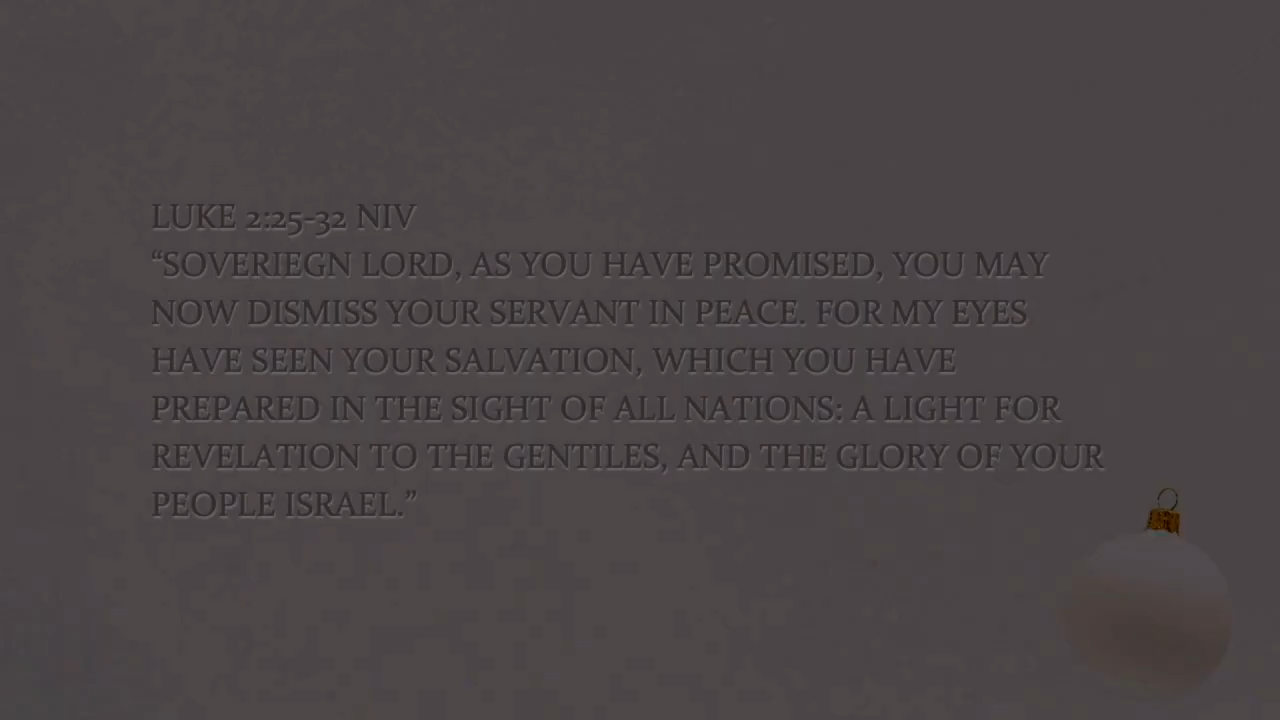 LUKE 2:25-32 NIV
“SOVERIEGN LORD, AS YOU HAVE PROMISED, YOU MAY
NOW DISMISS YOUR SERVANT IN PEACE. FOR MY EYES
HAVE SEEN YOUR SALVATION, WHICH YOU HAVE
PREPARED IN THE SIGHT OF ALL NATIONS: A LIGHT FOR
REVELATION TO THE GENTILES, AND THE GLORY OF YOUR
PEOPLE ISRAEL.”